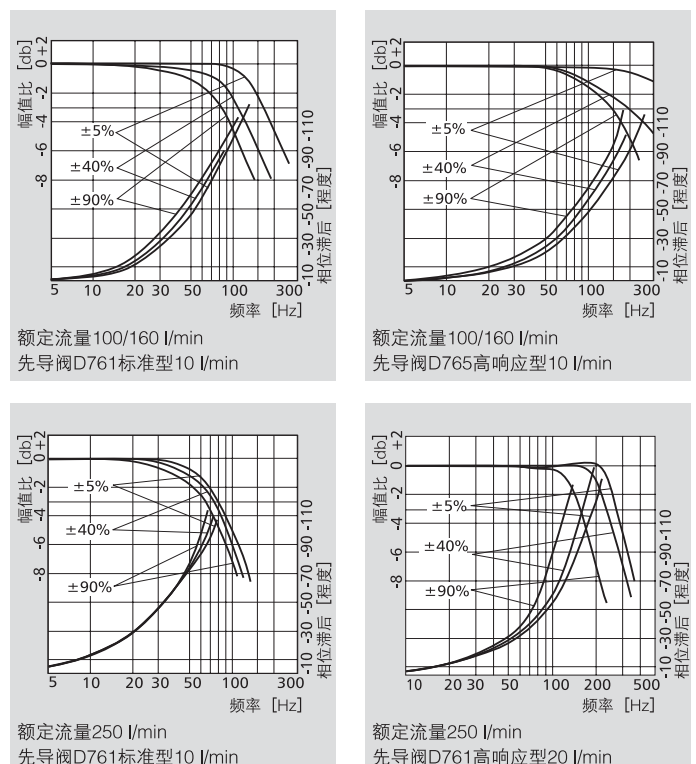 幅值比 [db]
+2
0
-2
-4
-6
-8
±5%
±40%
±90%
-110
-90
-70
-50
-30
-10
相位滞后 [程度]
5 10 20 30 50 100 300
频率 [Hz]
额定流量100/160 l/min
先导阀D761标准型10 l/min
幅值比 [db]
+2
0
-2
-4
-6
-8
±5%
±40%
±90%
-110
-90
-70
-50
-30
-10
相位滞后 [程度]
5 10 20 30 50 100 300
频率 [Hz]
额定流量100/160 l/min
先导阀D765高响应型10 l/min
幅值比 [db]
+2
0
-2
-4
-6
-8
±5%
±40%
±90%
-110
-90
-70
-50
-30
-10
相位滞后 [程度]
5 10 20 30 50 100 300
频率 [Hz]
额定流量250 l/min
先导阀D761标准型10 l/min
幅值比 [db]
+2
0
-2
-4
-6
-8
±5%
±40%
±90%
-110
-90
-70
-50
-30
-10
相位滞后 [程度]
10 20 30 50 100 200 500
频率 [Hz]
额定流量250 l/min
先导阀D761高响应型20 l/min